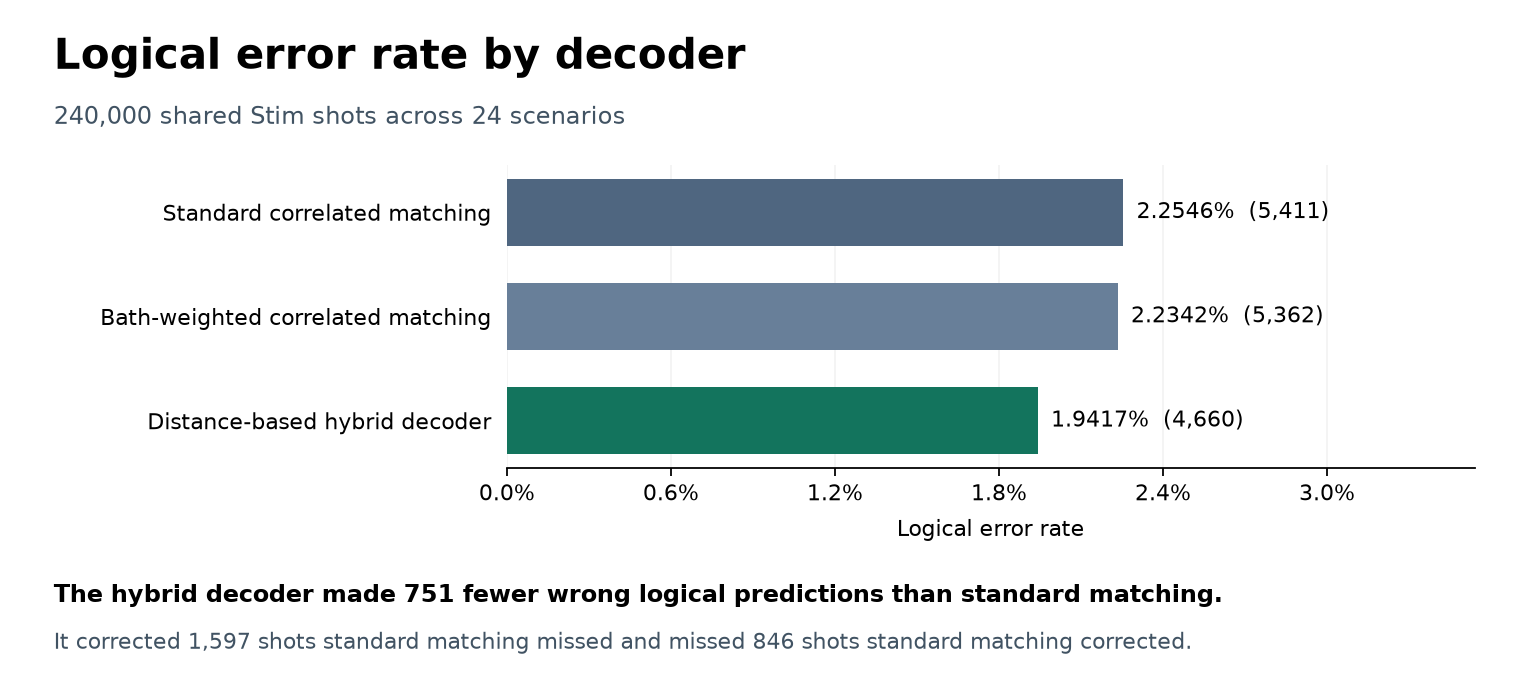 Logical error rate by decoder
240,000 shared Stim shots across 24 scenarios
Standard correlated matching 2.2546% (5,411)
Bath-weighted correlated matching 2.2342% (5,362)
Distance-based hybrid decoder 1.9417% (4,660)
0.0% 0.6% 1.2% 1.8% 2.4% 3.0%
Logical error rate
The hybrid decoder made 751 fewer wrong logical predictions than standard matching.
It corrected 1,597 shots standard matching missed and missed 846 shots standard matching corrected.